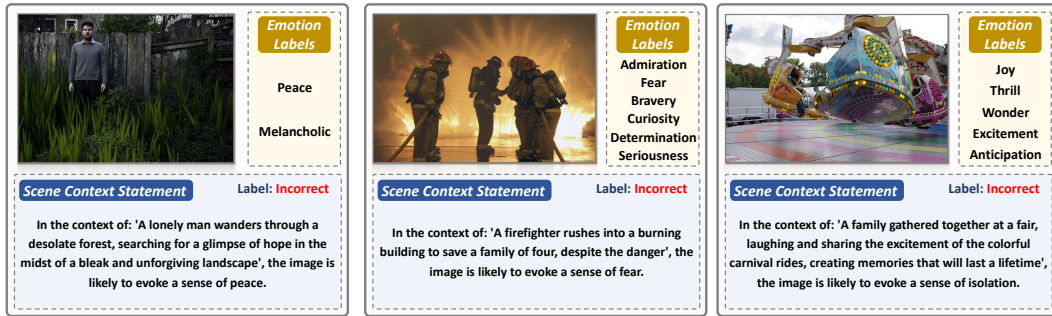 Emotion
Labels
Peace
Melancholic
Scene Context Statement
Label: Incorrect
In the context of: 'A lonely man wanders through a
desolate forest, searching for a glimpse of hope in the
midst of a bleak and unforgiving landscape', the image is
likely to evoke a sense of peace.
Emotion
Labels
Admiration
Fear
Bravery
Curiosity
Determination
Seriousness
Scene Context Statement
Label: Incorrect
In the context of: 'A firefighter rushes into a burning
building to save a family of four, despite the danger', the
image is likely to evoke a sense of fear.
Emotion
Labels
Joy
Thrill
Wonder
Excitement
Anticipation
Scene Context Statement
Label: Incorrect
In the context of: 'A family gathered together at a fair,
laughing and sharing the excitement of the colorful
carnival rides, creating memories that will last a lifetime',
the image is likely to evoke a sense of isolation.